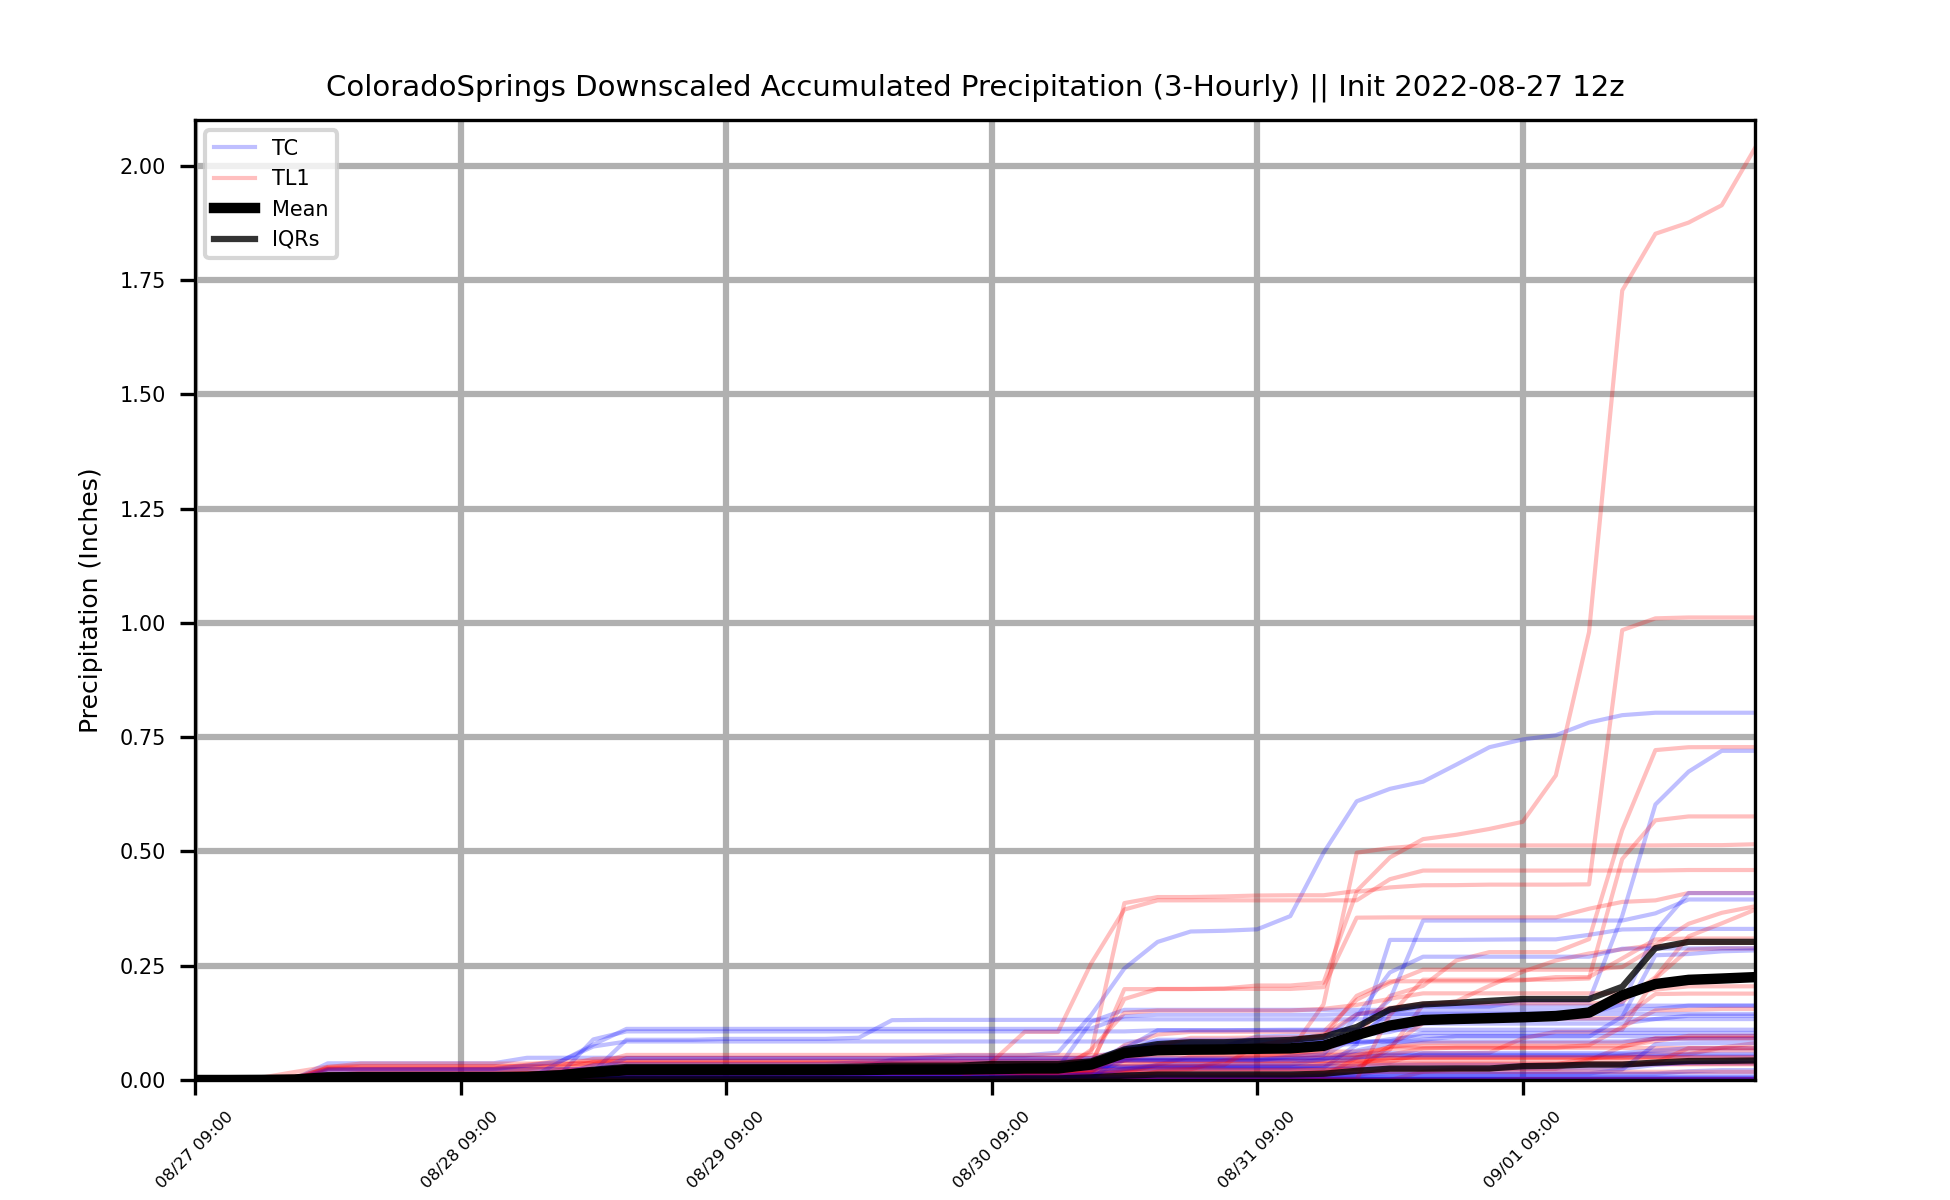 ColoradoSprings Downscaled Accumulated Precipitation (3-Hourly) || Init 2022-08-27 12z
TC
TL1
Mean
IQRs
2.00
1.75
1.50
1.25
1.00
0.75
0.50
0.25
0.00
Precipitation (Inches)
08/27 09:00
08/28 09:00
08/29 09:00
08/30 09:00
08/31 09:00
09/01 09:00